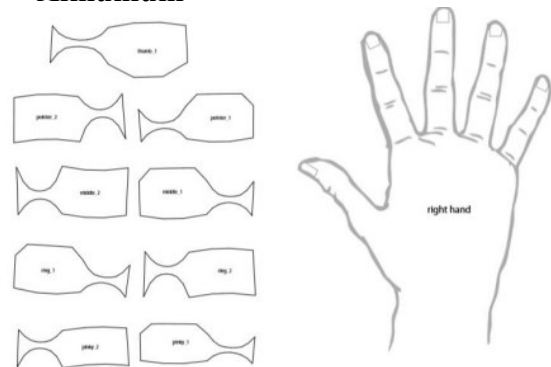 thumb_1
pointer_2
pointer_1
middle_2
middle_1
ring_1
ring_2
pinky_2
pinky_1
right hand